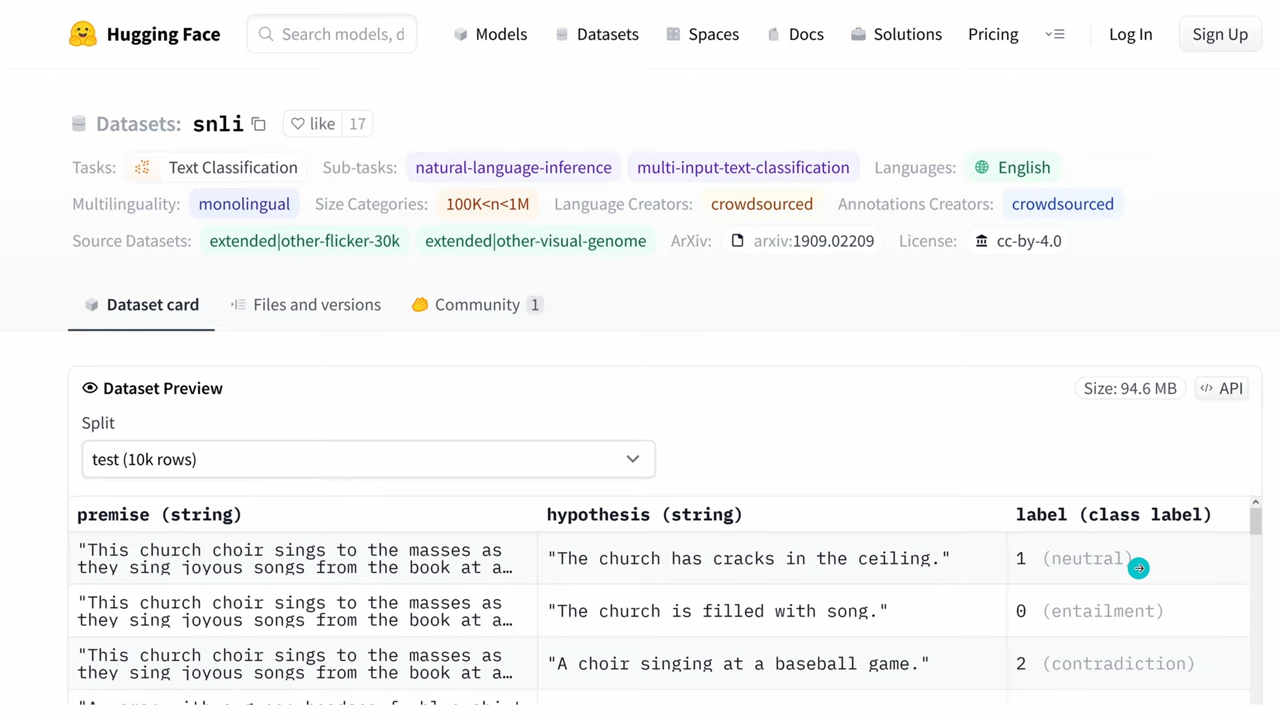 Hugging Face Search models, d Models Datasets Spaces Docs Solutions Pricing Log In Sign Up
Datasets: snli like 17
Tasks: Text Classification Sub-tasks: natural-language-inference multi-input-text-classification Languages: English
Multilinguality: monolingual Size Categories: 100K<n<1M Language Creators: crowdsourced Annotations Creators: crowdsourced
Source Datasets: extended|other-flicker-30k extended|other-visual-genome ArXiv: arxiv:1909.02209 License: cc-by-4.0
Dataset card Files and versions Community 1
Dataset Preview Size: 94.6 MB </> API
Split
test (10k rows)
premise (string) hypothesis (string) label (class label)
"This church choir sings to the masses as
they sing joyous songs from the book at a… "The church has cracks in the ceiling." 1 (neutral)
"This church choir sings to the masses as
they sing joyous songs from the book at a… "The church is filled with song." 0 (entailment)
"This church choir sings to the masses as
they sing joyous songs from the book at a… "A choir singing at a baseball game." 2 (contradiction)